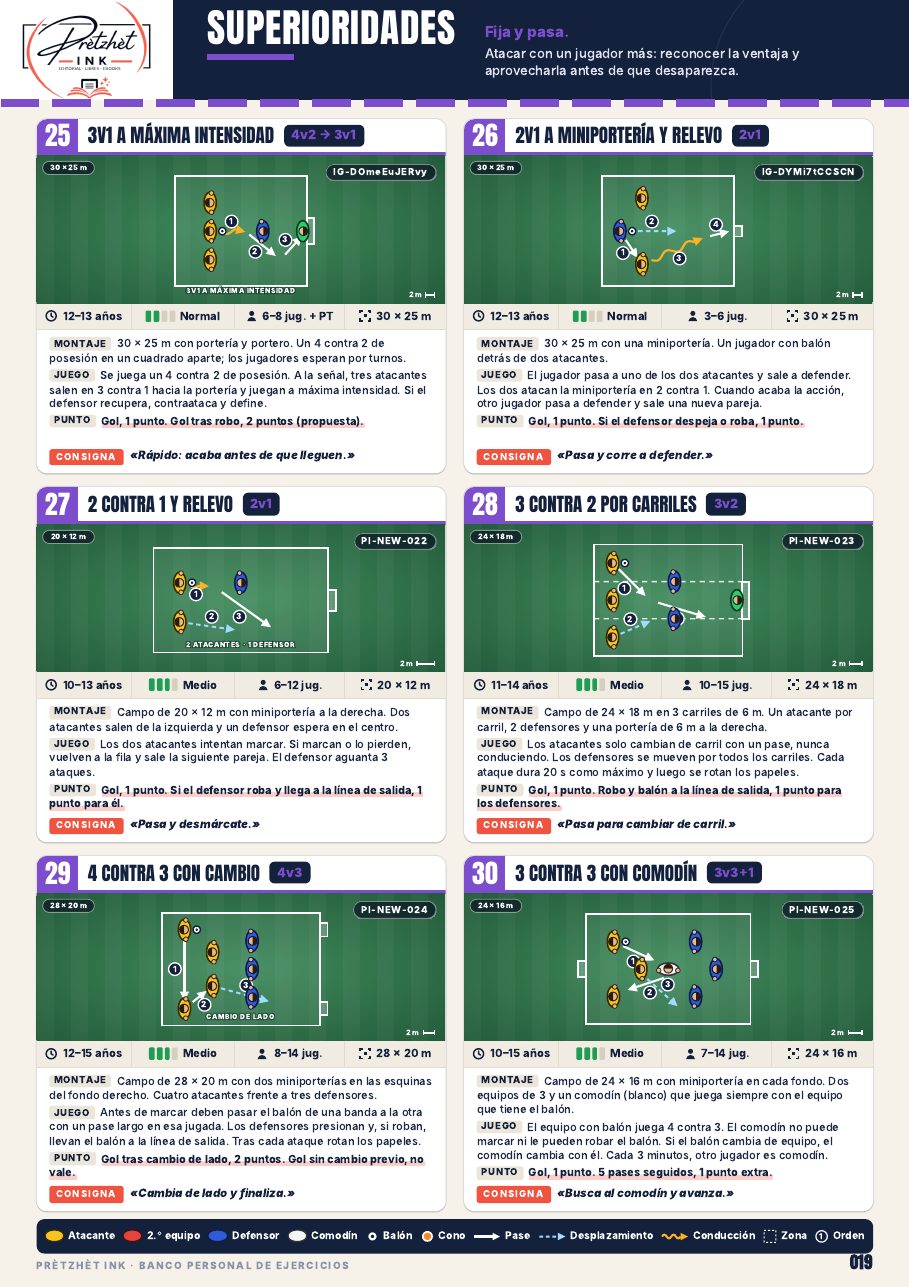 Prètzhèt
INK
EDITORIAL · LIBRES · EBOOKS
SUPERIORIDADES
Fija y pasa.
Atacar con un jugador más: reconocer la ventaja y
aprovecharla antes de que desaparezca.
25 3V1 A MÁXIMA INTENSIDAD 4v2 → 3v1
30 × 25 m
IG-DOmeEuJERvy
1
2
3
3V1 A MÁXIMA INTENSIDAD
2 m
12–13 años Normal 6–8 jug. + PT 30 × 25 m
MONTAJE 30 × 25 m con portería y portero. Un 4 contra 2 de
posesión en un cuadrado aparte; los jugadores esperan por turnos.
JUEGO Se juega un 4 contra 2 de posesión. A la señal, tres atacantes
salen en 3 contra 1 hacia la portería y juegan a máxima intensidad. Si el
defensor recupera, contraataca y define.
PUNTO Gol, 1 punto. Gol tras robo, 2 puntos (propuesta).
CONSIGNA «Rápido: acaba antes de que lleguen.»
26 2V1 A MINIPORTERÍA Y RELEVO 2v1
30 × 25 m
IG-DYMi7tCCSCN
2
4
1
3
2 m
12–13 años Normal 3–6 jug. 30 × 25 m
MONTAJE 30 × 25 m con una miniportería. Un jugador con balón
detrás de dos atacantes.
JUEGO El jugador pasa a uno de los dos atacantes y sale a defender.
Los dos atacan la miniportería en 2 contra 1. Cuando acaba la acción,
otro jugador pasa a defender y sale una nueva pareja.
PUNTO Gol, 1 punto. Si el defensor despeja o roba, 1 punto.
CONSIGNA «Pasa y corre a defender.»
27 2 CONTRA 1 Y RELEVO 2v1
20 × 12 m
PI-NEW-022
1
2
3
2 ATACANTES · 1 DEFENSOR
2 m
10–13 años Medio 6–12 jug. 20 × 12 m
MONTAJE Campo de 20 × 12 m con miniportería a la derecha. Dos
atacantes salen de la izquierda y un defensor espera en el centro.
JUEGO Los dos atacantes intentan marcar. Si marcan o lo pierden,
vuelven a la fila y sale la siguiente pareja. El defensor aguanta 3
ataques.
PUNTO Gol, 1 punto. Si el defensor roba y llega a la línea de salida, 1
punto para él.
CONSIGNA «Pasa y desmárcate.»
28 3 CONTRA 2 POR CARRILES 3v2
24 × 18 m
PI-NEW-023
1
2
2 m
11–14 años Medio 10–15 jug. 24 × 18 m
MONTAJE Campo de 24 × 18 m en 3 carriles de 6 m. Un atacante por
carril, 2 defensores y una portería de 6 m a la derecha.
JUEGO Los atacantes solo cambian de carril con un pase, nunca
conduciendo. Los defensores se mueven por todos los carriles. Cada
ataque dura 20 s como máximo y luego se rotan los papeles.
PUNTO Gol, 1 punto. Robo y balón a la línea de salida, 1 punto para
los defensores.
CONSIGNA «Pasa para cambiar de carril.»
29 4 CONTRA 3 CON CAMBIO 4v3
28 × 20 m
PI-NEW-024
1
2
3
CAMBIO DE LADO
2 m
12–15 años Medio 8–14 jug. 28 × 20 m
MONTAJE Campo de 28 × 20 m con dos miniporterías en las esquinas
del fondo derecho. Cuatro atacantes frente a tres defensores.
JUEGO Antes de marcar deben pasar el balón de una banda a la otra
con un pase largo en esa jugada. Los defensores presionan y, si roban,
llevan el balón a la línea de salida. Tras cada ataque rotan los papeles.
PUNTO Gol tras cambio de lado, 2 puntos. Gol sin cambio previo, no
vale.
CONSIGNA «Cambia de lado y finaliza.»
30 3 CONTRA 3 CON COMODÍN 3v3+1
24 × 16 m
PI-NEW-025
1
2
3
2 m
10–15 años Medio 7–14 jug. 24 × 16 m
MONTAJE Campo de 24 × 16 m con miniportería en cada fondo. Dos
equipos de 3 y un comodín (blanco) que juega siempre con el equipo
que tiene el balón.
JUEGO El equipo con balón juega 4 contra 3. El comodín no puede
marcar ni le pueden robar el balón. Si el balón cambia de equipo, el
comodín cambia con él. Cada 3 minutos, otro jugador es comodín.
PUNTO Gol, 1 punto. 5 pases seguidos, 1 punto extra.
CONSIGNA «Busca al comodín y avanza.»
Atacante 2.º equipo Defensor Comodín Balón Cono Pase Desplazamiento Conducción Zona 1 Orden
PRÈTZHÈT INK · BANCO PERSONAL DE EJERCICIOS 019